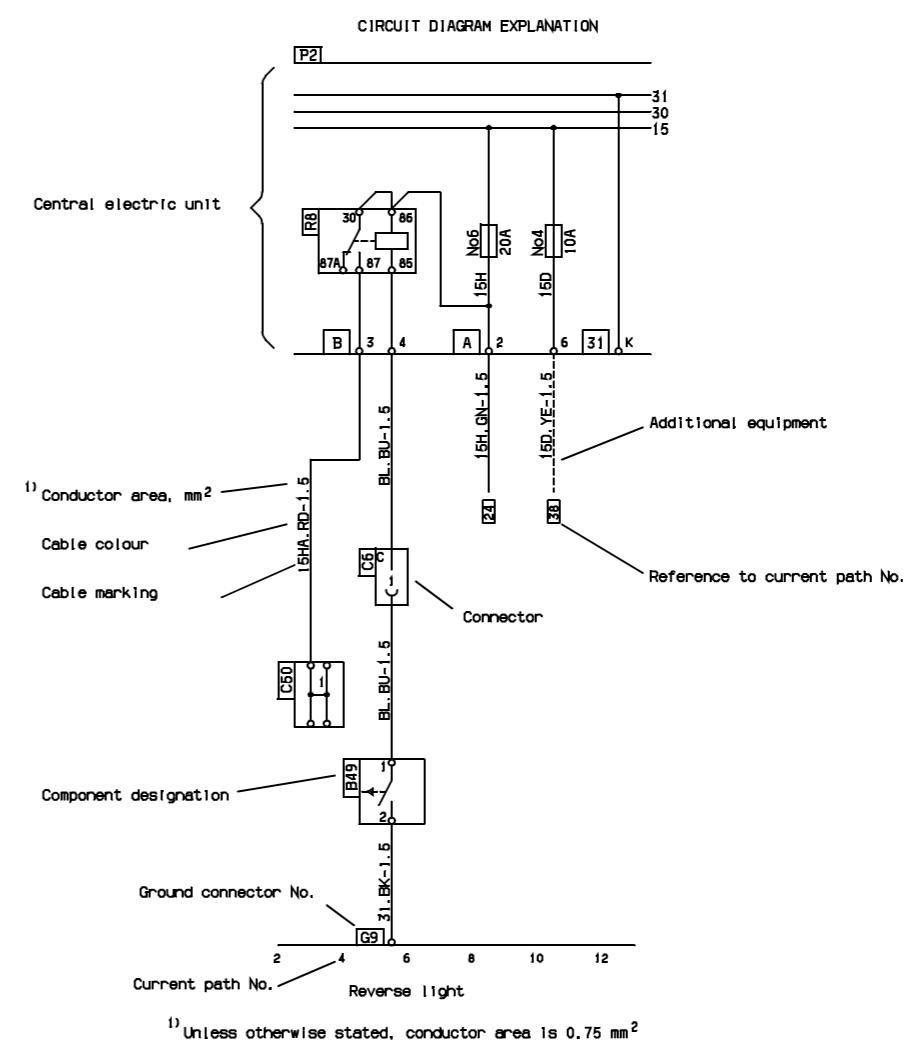 CIRCUIT DIAGRAM EXPLANATION
P2
31
30
15
Central electric unit
R8
30
86
87A
87
85
No6
20A
No4
10A
15H
15D
B
3
4
A
2
6
31
K
BL.BU-1.5
15H.GN-1.5
15D.YE-1.5
Additional equipment
1) Conductor area, mm2
15HA.RD-1.5
24
38
Cable colour
C6
C
1
Reference to current path No.
Cable marking
Connector
BL.BU-1.5
C50
1
B49
1
2
Component designation
31.BK-1.5
Ground connector No.
G9
2 4 6 8 10 12
Current path No.
Reverse light
1) Unless otherwise stated, conductor area is 0,75 mm2